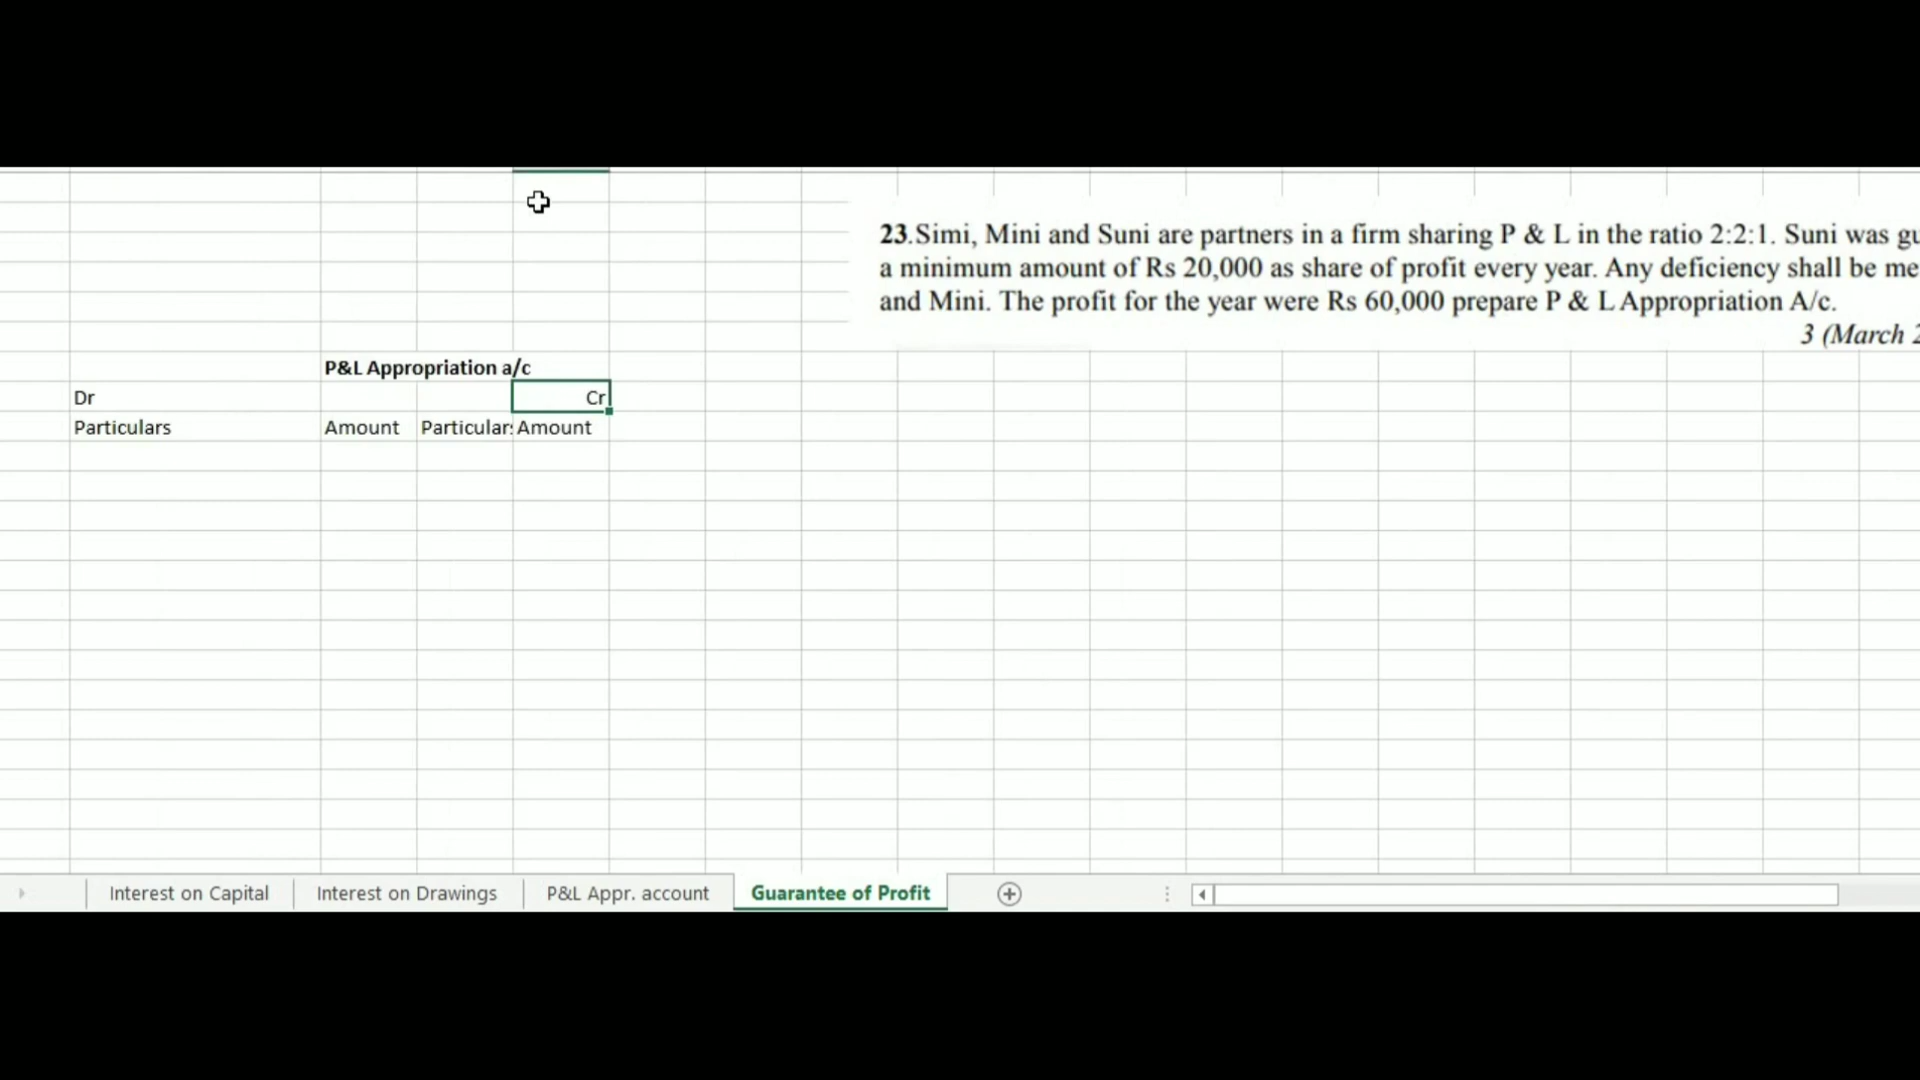 23.Simi, Mini and Suni are partners in a firm sharing P & L in the ratio 2:2:1. Suni was
a minimum amount of Rs 20,000 as share of profit every year. Any deficiency shall be
and Mini. The profit for the year were Rs 60,000 prepare P & L Appropriation A/c.
3 (March
P&L Appropriation a/c
Dr Cr
Particulars Amount Particulars Amount
Interest on Capital Interest on Drawings P&L Appr. account Guarantee of Profit